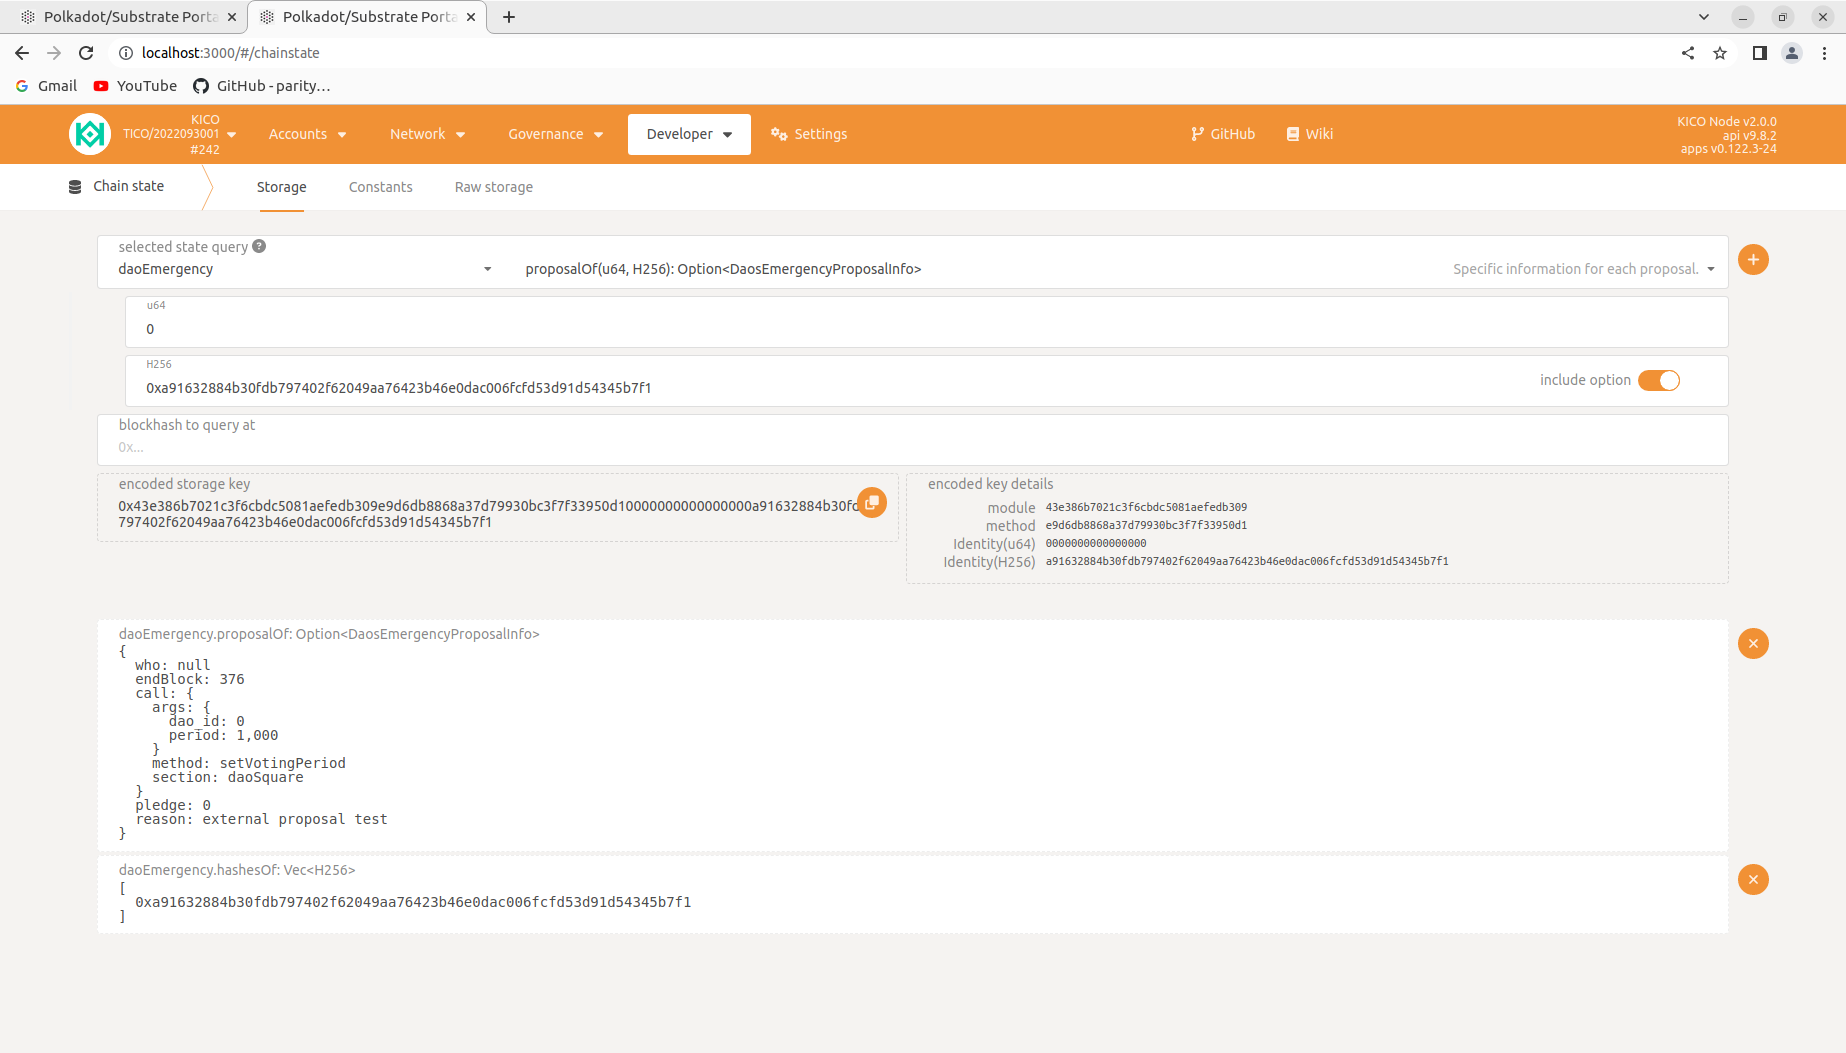 Polkadot/Substrate Porta
Polkadot/Substrate Porta
localhost:3000/#/chainstate
Gmail
YouTube
GitHub - parity…
KICO
TICO/2022093001
#242
Accounts
Network
Governance
Developer
Settings
GitHub
Wiki
KICO Node v2.0.0
api v9.8.2
apps v0.122.3-24
Chain state
Storage
Constants
Raw storage
selected state query ?
daoEmergency
proposalOf(u64, H256): Option<DaosEmergencyProposalInfo>
Specific information for each proposal.
u64
0
H256
0xa91632884b30fdb797402f62049aa76423b46e0dac006fcfd53d91d54345b7f1
include option
blockhash to query at
0x...
encoded storage key
0x43e386b7021c3f6cbdc5081aefedb309e9d6db8868a37d79930bc3f7f33950d10000000000000000a91632884b30fd
797402f62049aa76423b46e0dac006fcfd53d91d54345b7f1
encoded key details
module 43e386b7021c3f6cbdc5081aefedb309
method e9d6db8868a37d79930bc3f7f33950d1
Identity(u64) 0000000000000000
Identity(H256) a91632884b30fdb797402f62049aa76423b46e0dac006fcfd53d91d54345b7f1
daoEmergency.proposalOf: Option<DaosEmergencyProposalInfo>
{
who: null
endBlock: 376
call: {
args: {
dao_id: 0
period: 1,000
}
method: setVotingPeriod
section: daoSquare
}
pledge: 0
reason: external proposal test
}
daoEmergency.hashesOf: Vec<H256>
[
0xa91632884b30fdb797402f62049aa76423b46e0dac006fcfd53d91d54345b7f1
]